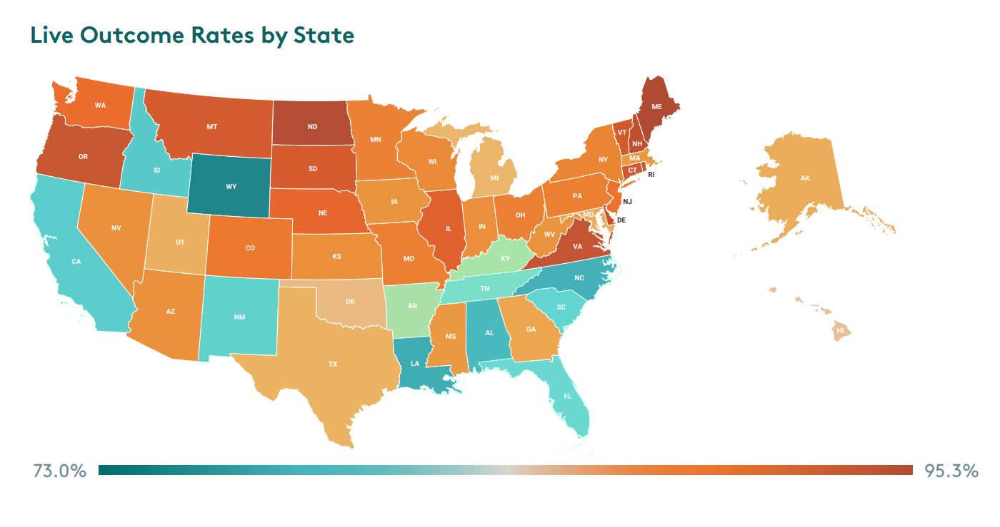 Live Outcome Rates by State
WA
MT
ND
MN
ME
VT
NH
OR
ID
WY
SD
WI
MI
NY
MA
CT
RI
AK
NE
IA
PA
NJ
NV
UT
CO
IL
IN
OH
MD
DE
CA
KS
MO
KY
WV
VA
AZ
NM
OK
AR
TN
NC
TX
LA
MS
AL
GA
SC
HI
FL
73.0%
95.3%